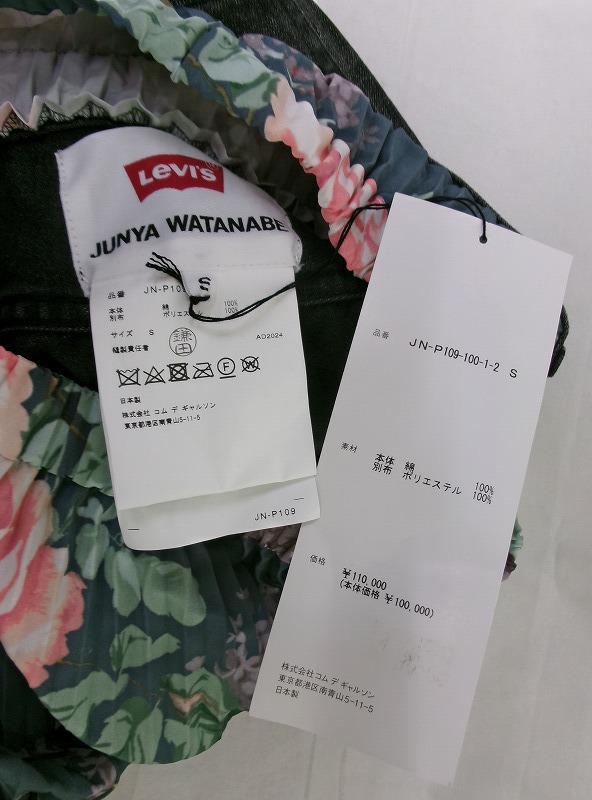 Levi's
JUNYA WATANABE
S
品番 JN-P10
本体 綿 100%
別布 ポリエス 100%
サイズ S
縫製責任者 鎌田 AD2024
日本製
株式会社 コム デ ギャルソン
東京都港区南青山5-11-5
JN-P109
品番 JN-P109-100-1-2 S
素材 本体 綿 100%
別布 ポリエステル 100%
価格 ¥110,000
(本体価格 ¥100,000)
株式会社コム デ ギャルソン
東京都港区南青山5-11-5
日本製